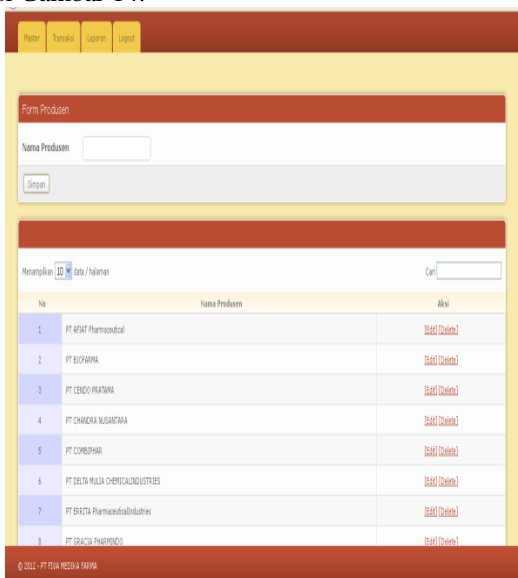 Gambar 14.
Master Transaksi Laporan Logout
Form Produsen
Nama Produsen
Simpan
Menampilkan 10 data / halaman Cari
No Nama Produsen Aksi
1 PT AFIAT Pharmaceutical [Edit] [Delete]
2 PT BIOFARMA [Edit] [Delete]
3 PT CENDO PRATAMA [Edit] [Delete]
4 PT CHANDRA NUSANTARA [Edit] [Delete]
5 PT COMBIPHAR [Edit] [Delete]
6 PT DELTA MULIA CHEMICALINDUSTRIES [Edit] [Delete]
7 PT ERRITA PharmaceuticalIndustries [Edit] [Delete]
8 PT GRACIA PHARMINDO [Edit] [Delete]
© 2012 - PT FIVA MEDIKA FARMA